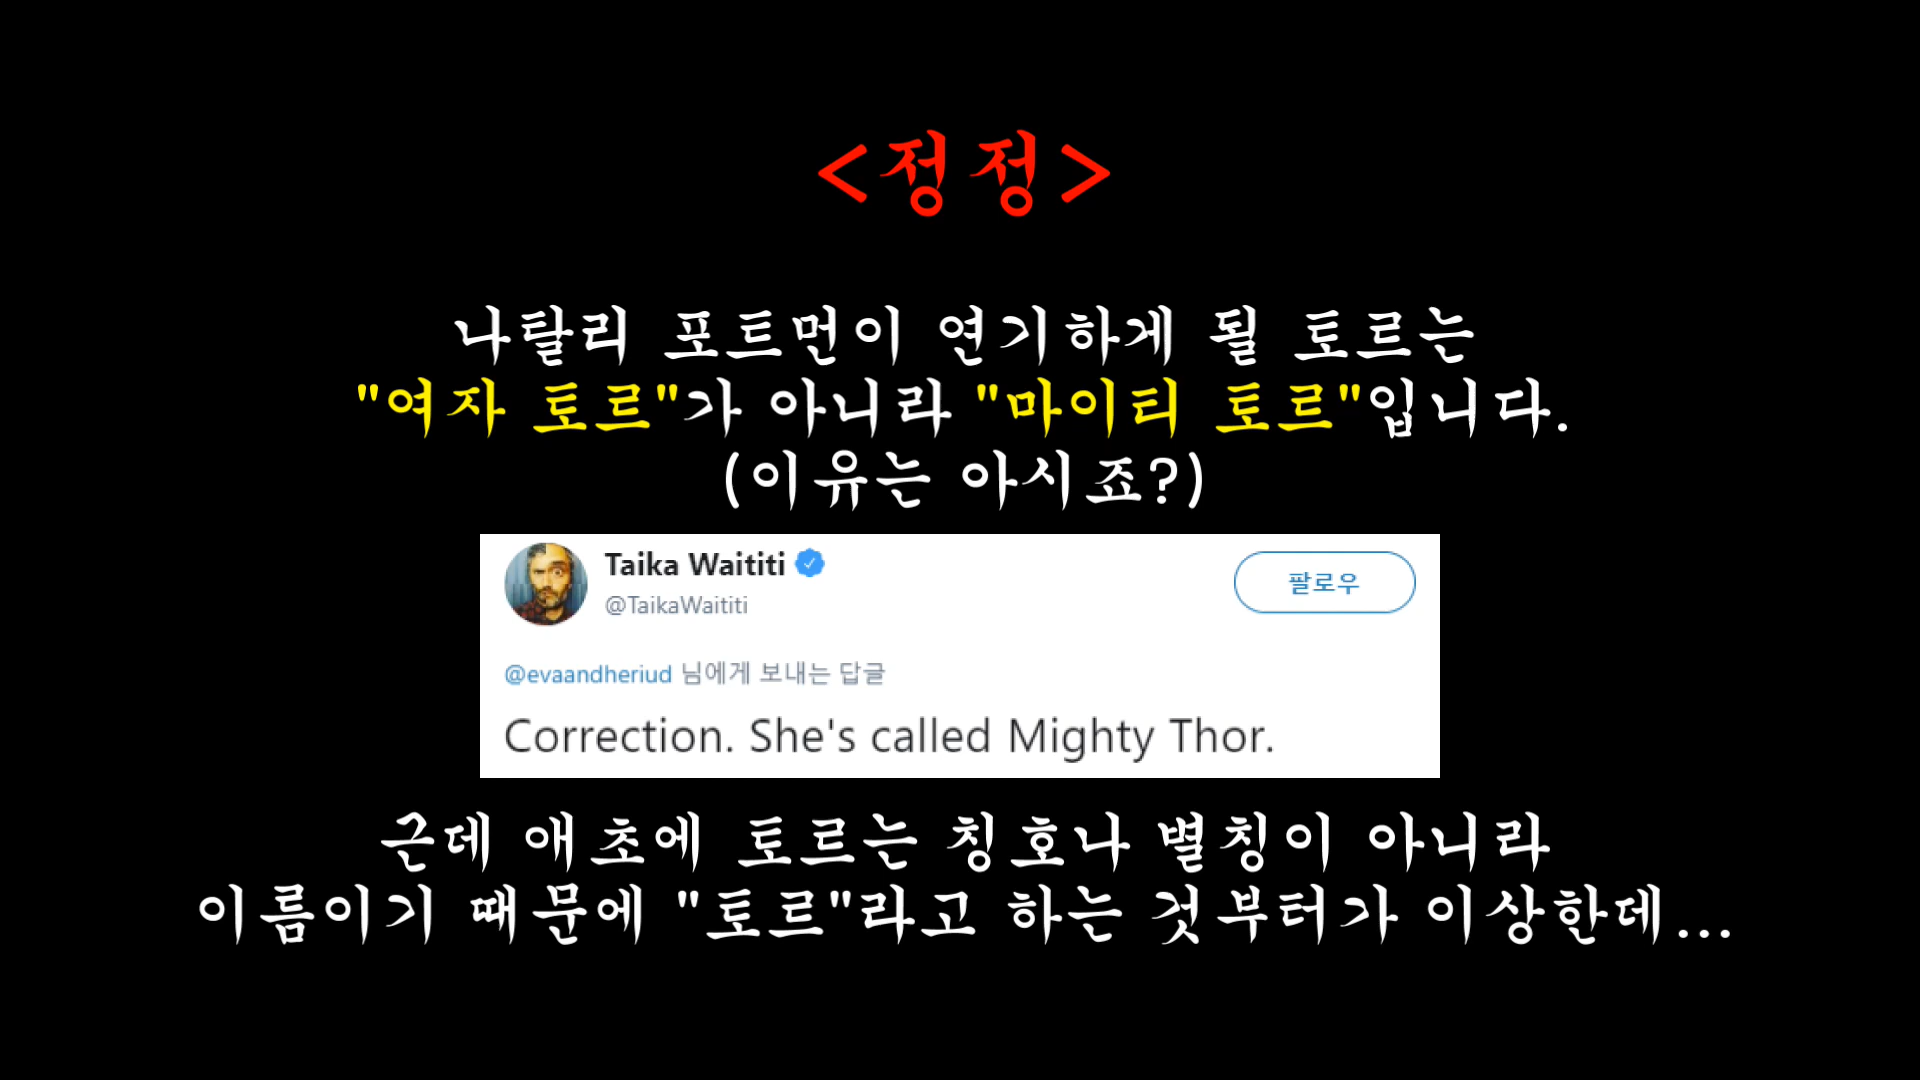 <정정>
나탈리 포트먼이 연기하게 될 토르는
"여자 토르"가 아니라 "마이티 토르"입니다.
(이유는 아시죠?)
Taika Waititi
@TaikaWaititi
팔로우
@evaandheriud 님에게 보내는 답글
Correction. She's called Mighty Thor.
근데 애초에 토르는 칭호나 별칭이 아니라
이름이기 때문에 "토르"라고 하는 것부터가 이상한데...